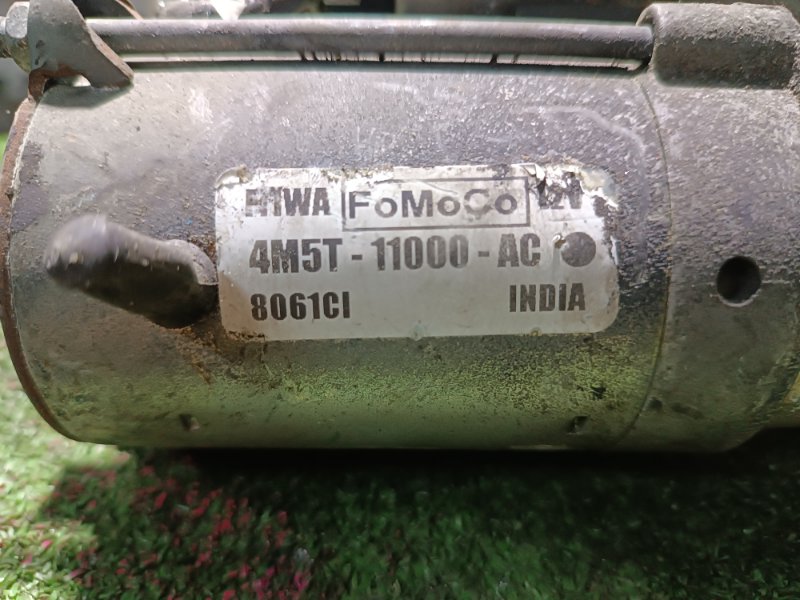 FoMoCo 12V
4M5T - 11000 - AC
8061CI INDIA